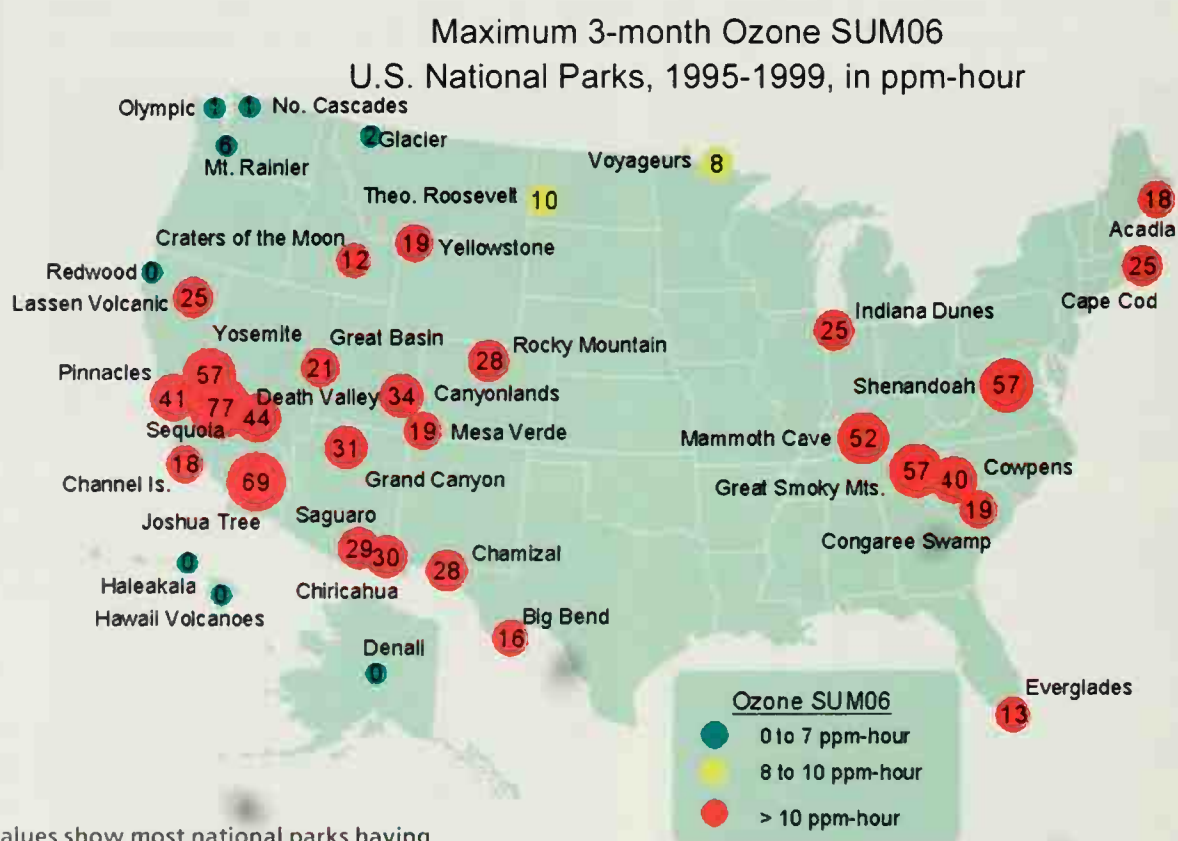 Maximum 3-month Ozone SUM06
U.S. National Parks, 1995-1999, in ppm-hour
Olympic
1 No. Cascades
2 Glacier
6
Mt. Rainier
Voyageurs 8
Theo. Roosevelt 10
18
Acadia
Craters of the Moon 12
19 Yellowstone
25
Cape Cod
Redwood 0
Lassen Volcanic 25
Indiana Dunes
25
Yosemite
57
Great Basin
21
28 Rocky Mountain
Pinnacles
41
77
Sequoia
Death Valley
44
34 Canyonlands
19 Mesa Verde
Shenandoah 57
Mammoth Cave 52
31
Grand Canyon
57
Great Smoky Mts.
40 Cowpens
19
Congaree Swamp
18
Channel Is.
69
Joshua Tree
Saguaro
29
30
Chiricahua
28 Chamizal
0
Haleakala
0
Hawaii Volcanoes
Big Bend
16
Denali
0
Everglades
13
Ozone SUM06
0 to 7 ppm-hour
8 to 10 ppm-hour
> 10 ppm-hour
alues show most national parks having